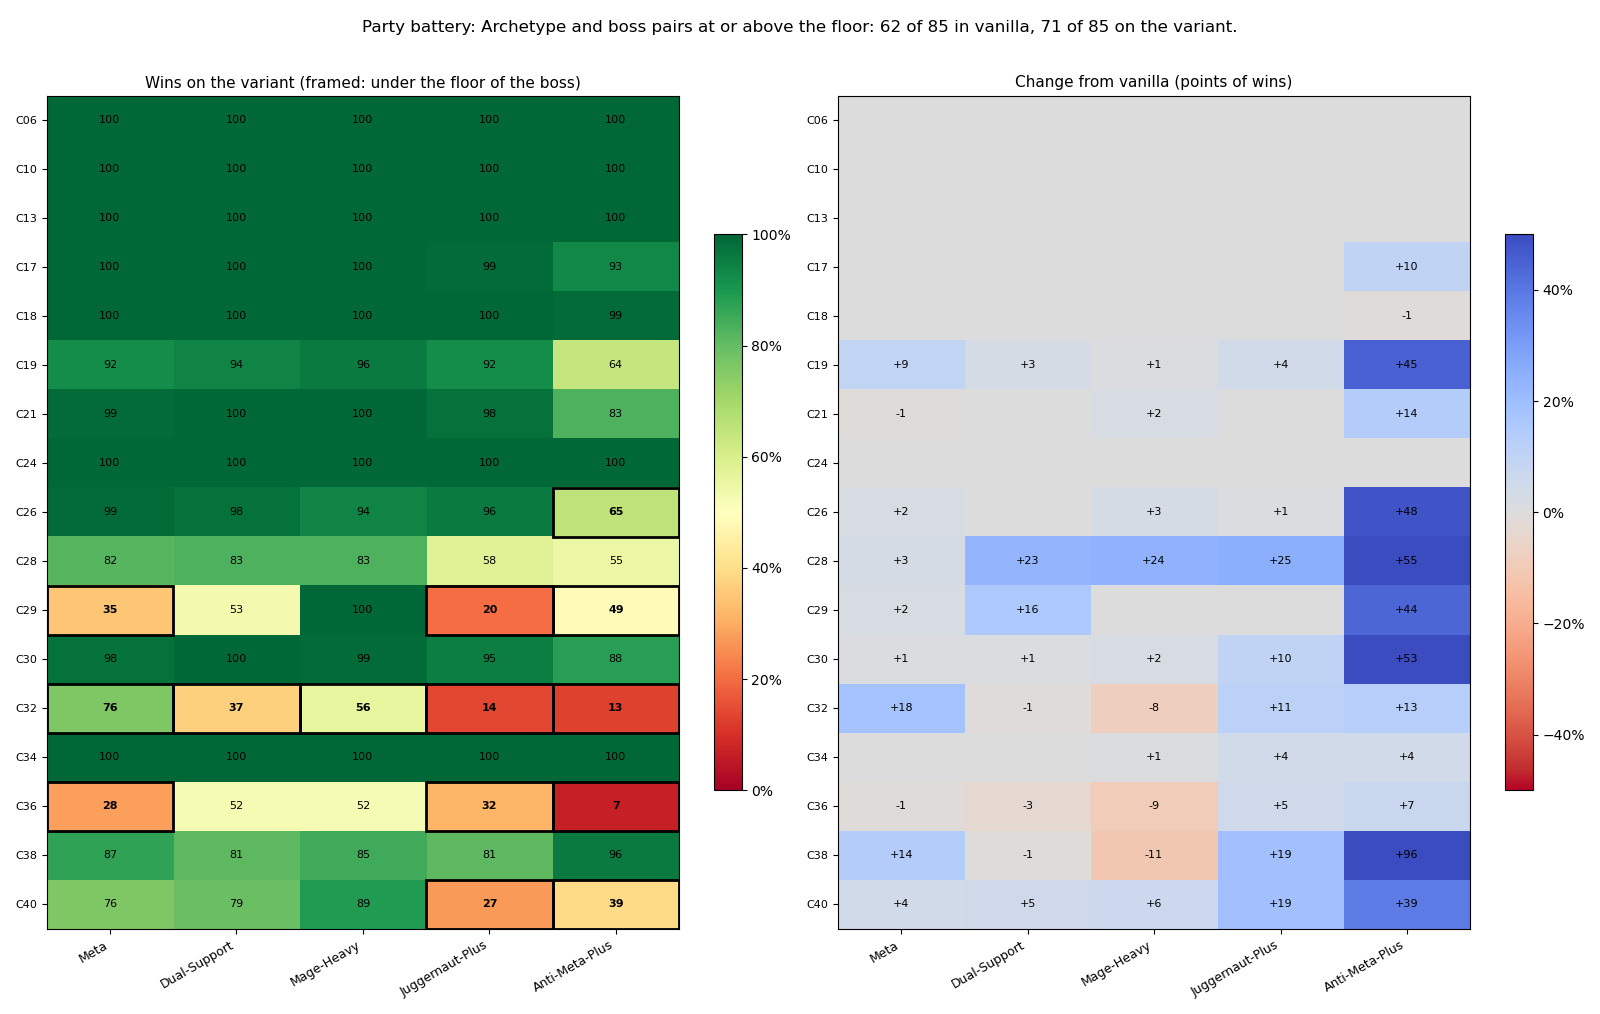 Party battery: Archetype and boss pairs at or above the floor: 62 of 85 in vanilla, 71 of 85 on the variant.
Wins on the variant (framed: under the floor of the boss)
C06 100 100 100 100 100
C10 100 100 100 100 100
C13 100 100 100 100 100
C17 100 100 100 99 93
C18 100 100 100 100 99
C19 92 94 96 92 64
C21 99 100 100 98 83
C24 100 100 100 100 100
C26 99 98 94 96 65
C28 82 83 83 58 55
C29 35 53 100 20 49
C30 98 100 99 95 88
C32 76 37 56 14 13
C34 100 100 100 100 100
C36 28 52 52 32 7
C38 87 81 85 81 96
C40 76 79 89 27 39
Meta Dual-Support Mage-Heavy Juggernaut-Plus Anti-Meta-Plus
100%
80%
60%
40%
20%
0%
Change from vanilla (points of wins)
C06
C10
C13
C17 +10
C18 -1
C19 +9 +3 +1 +4 +45
C21 -1 +2 +14
C24
C26 +2 +3 +1 +48
C28 +3 +23 +24 +25 +55
C29 +2 +16 +44
C30 +1 +1 +2 +10 +53
C32 +18 -1 -8 +11 +13
C34 +1 +4 +4
C36 -1 -3 -9 +5 +7
C38 +14 -1 -11 +19 +96
C40 +4 +5 +6 +19 +39
Meta Dual-Support Mage-Heavy Juggernaut-Plus Anti-Meta-Plus
40%
20%
0%
−20%
−40%